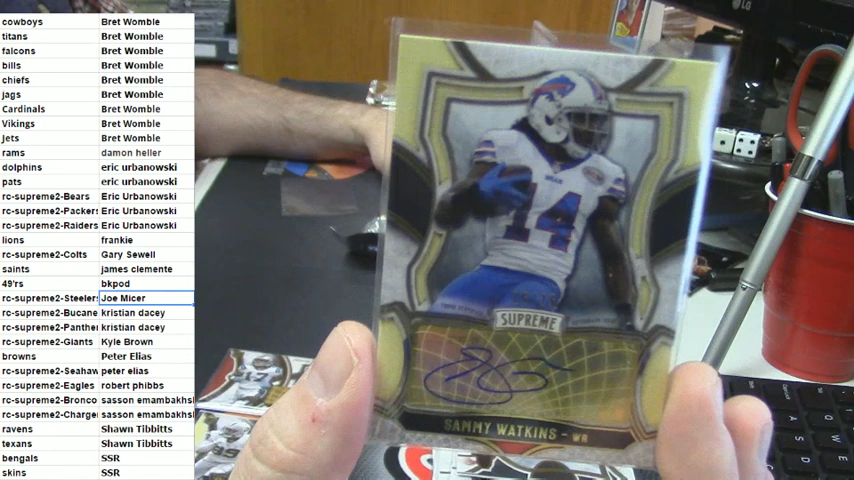 cowboys Bret Womble
titans Bret Womble
falcons Bret Womble
bills Bret Womble
chiefs Bret Womble
jags Bret Womble
Cardinals Bret Womble
Vikings Bret Womble
Jets Bret Womble
rams damon heller
dolphins eric urbanowski
pats eric urbanowski
rc-supreme2-Bears Eric Urbanowski
rc-supreme2-Packers Eric Urbanowski
rc-supreme2-Raiders Eric Urbanowski
lions frankie
rc-supreme2-Colts Gary Sewell
saints james clemente
49'rs bkpod
rc-supreme2-Steelers Joe Micer
rc-supreme2-Bucane kristian dacey
rc-supreme2-Panther kristian dacey
rc-supreme2-Giants Kyle Brown
browns Peter Elias
rc-supreme2-Seahaw peter elias
rc-supreme2-Eagles robert phibbs
rc-supreme2-Bronco sasson emambakhsh
rc-supreme2-Charge sasson emambakhsh
ravens Shawn Tibbitts
texans Shawn Tibbitts
bengals SSR
skins SSR
LG
14
SUPREME
SAMMY WATKINS - WR